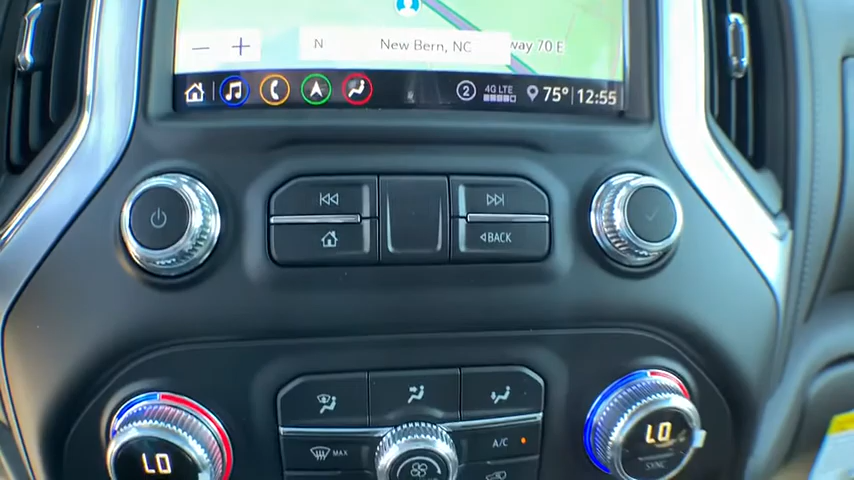 N New Bern, NC way 70 E
2 4G LTE 75° 12:55
BACK
MAX A/C
LO LO
SYNC